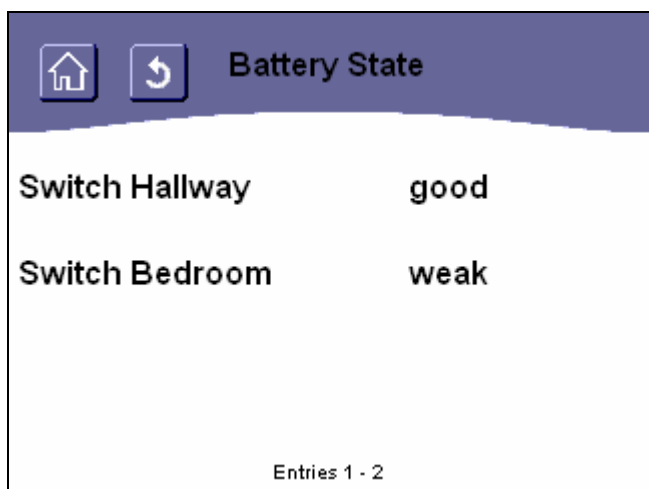 Battery State
Switch Hallway good
Switch Bedroom weak
Entries 1 - 2